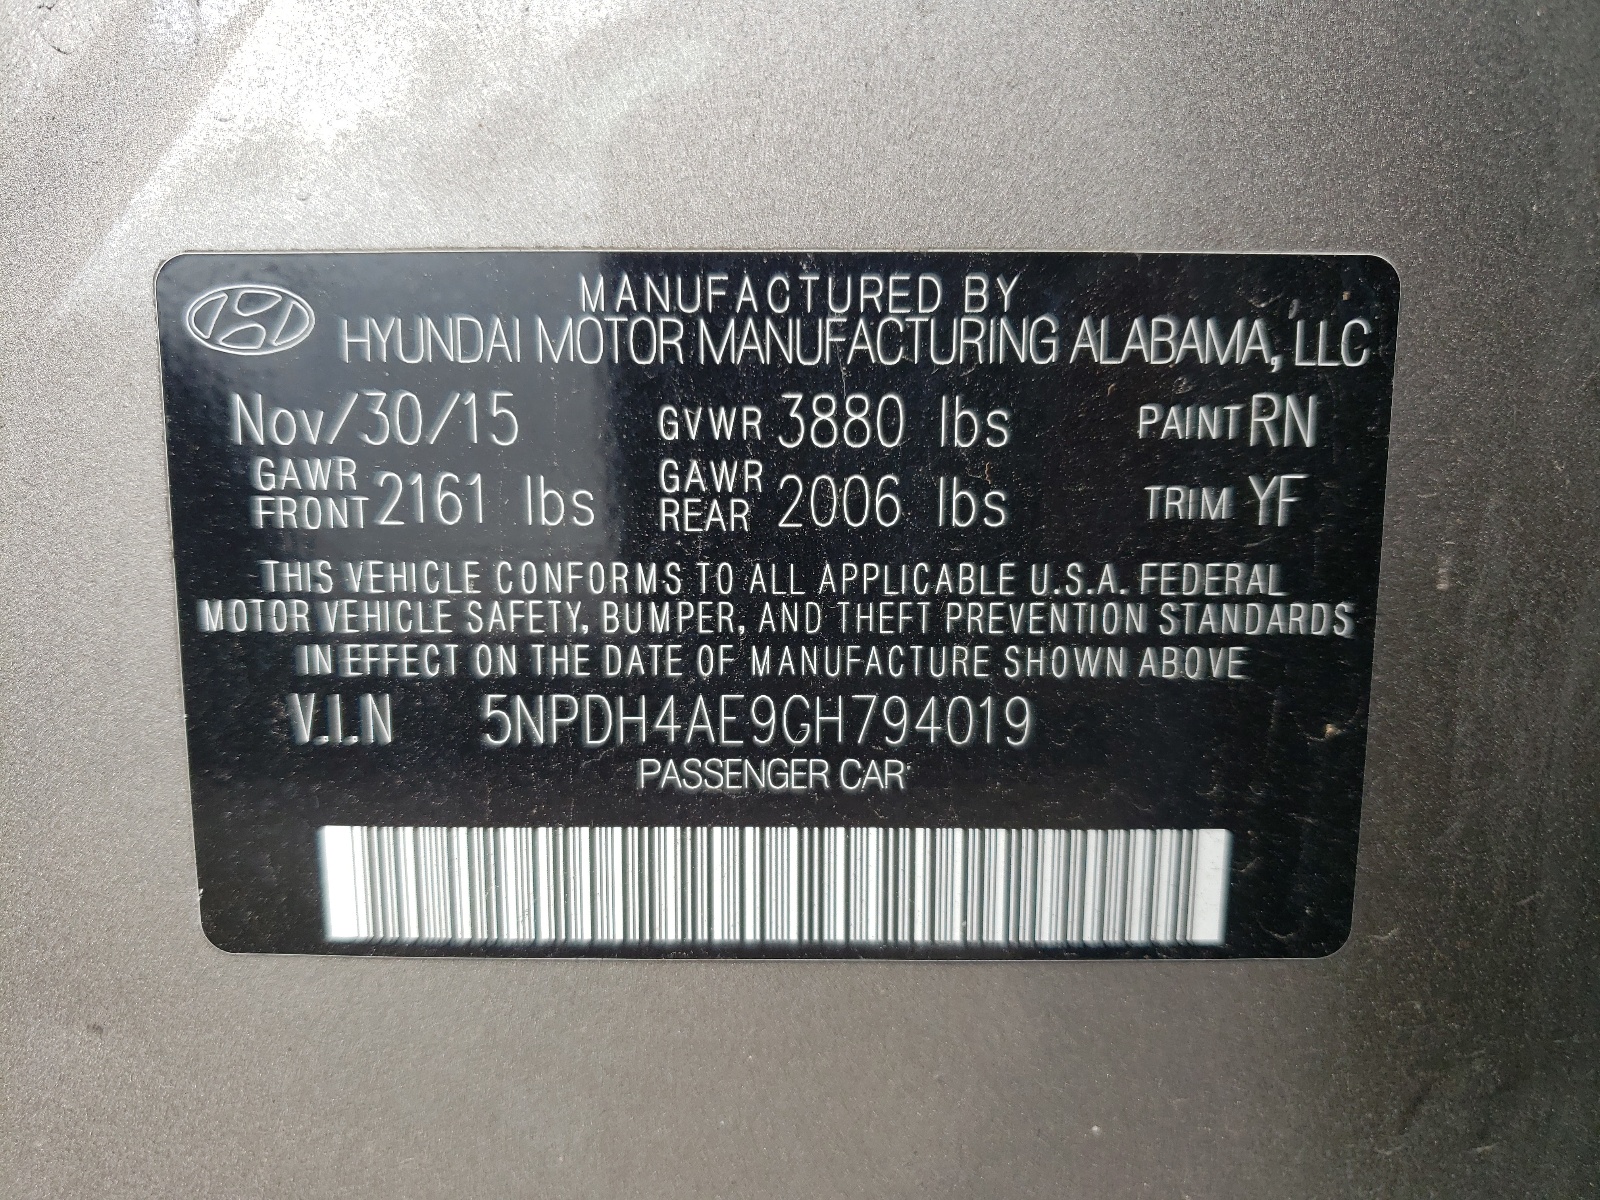 MANUFACTURED BY
HYUNDAI MOTOR MANUFACTURING ALABAMA, LLC
Nov/30/15 GVWR 3880 lbs PAINT RN
GAWR FRONT 2161 lbs GAWR REAR 2006 lbs TRIM YF
THIS VEHICLE CONFORMS TO ALL APPLICABLE U.S.A. FEDERAL
MOTOR VEHICLE SAFETY, BUMPER, AND THEFT PREVENTION STANDARDS
IN EFFECT ON THE DATE OF MANUFACTURE SHOWN ABOVE
V.I.N 5NPDH4AE9GH794019
PASSENGER CAR